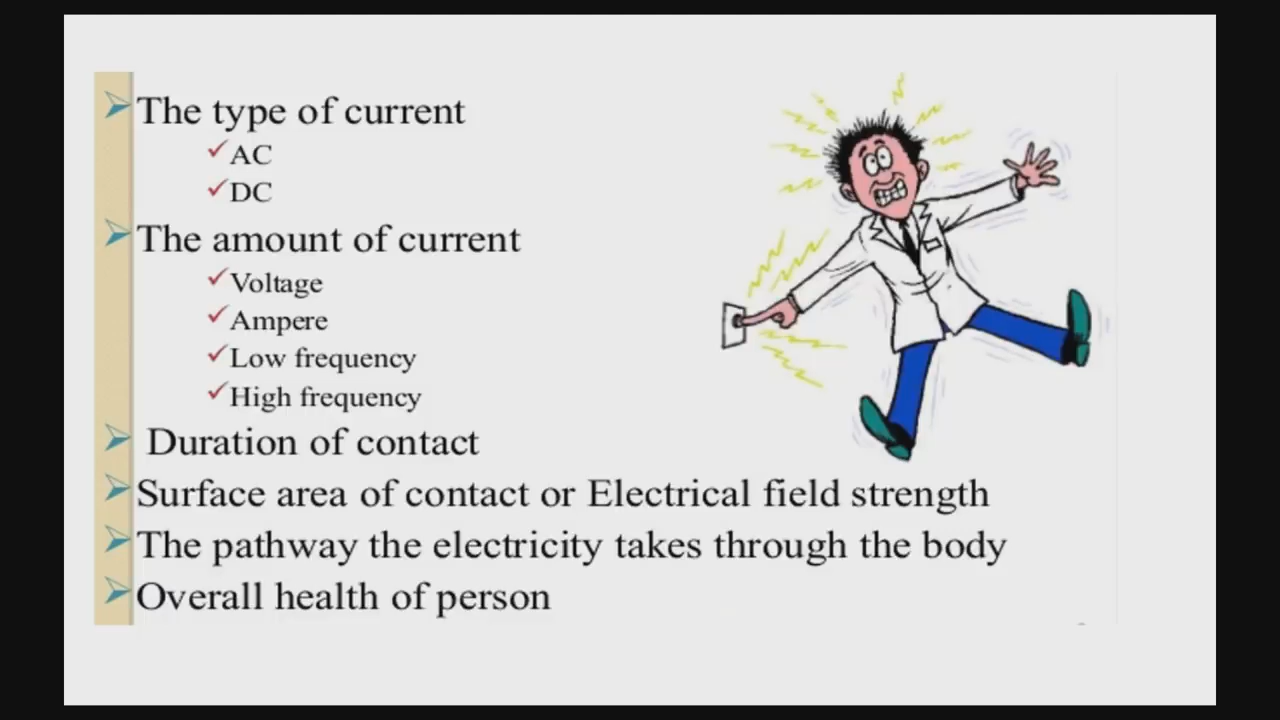 The type of current
AC
DC
The amount of current
Voltage
Ampere
Low frequency
High frequency
Duration of contact
Surface area of contact or Electrical field strength
The pathway the electricity takes through the body
Overall health of person